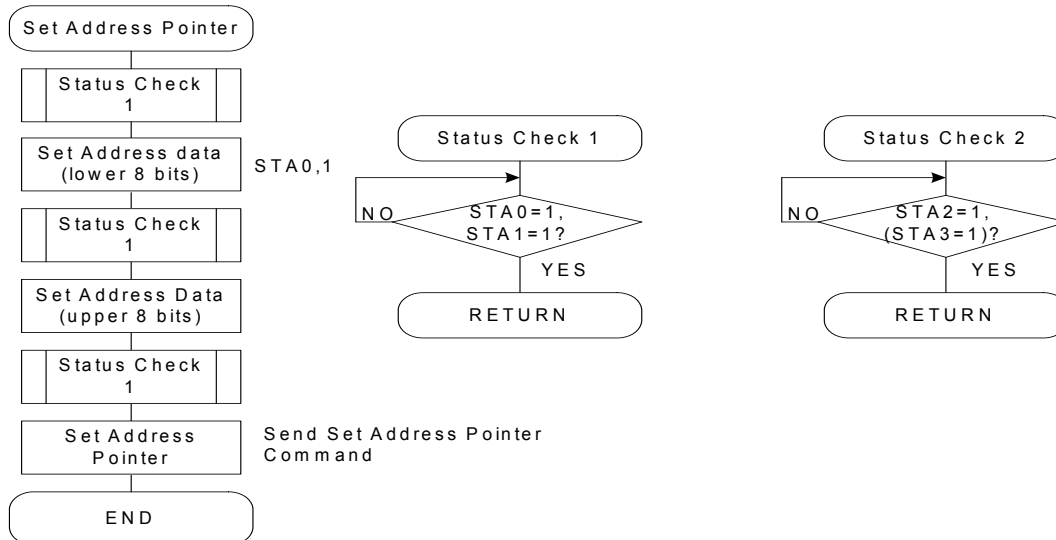 Set Address Pointer
Status Check
1
Set Address data
(lower 8 bits)
STA0,1
Status Check
1
Set Address Data
(upper 8 bits)
Status Check
1
Set Address
Pointer
Send Set Address Pointer
Command
END
Status Check 1
NO
STA0=1,
STA1=1?
YES
RETURN
Status Check 2
NO
STA2=1,
(STA3=1)?
YES
RETURN